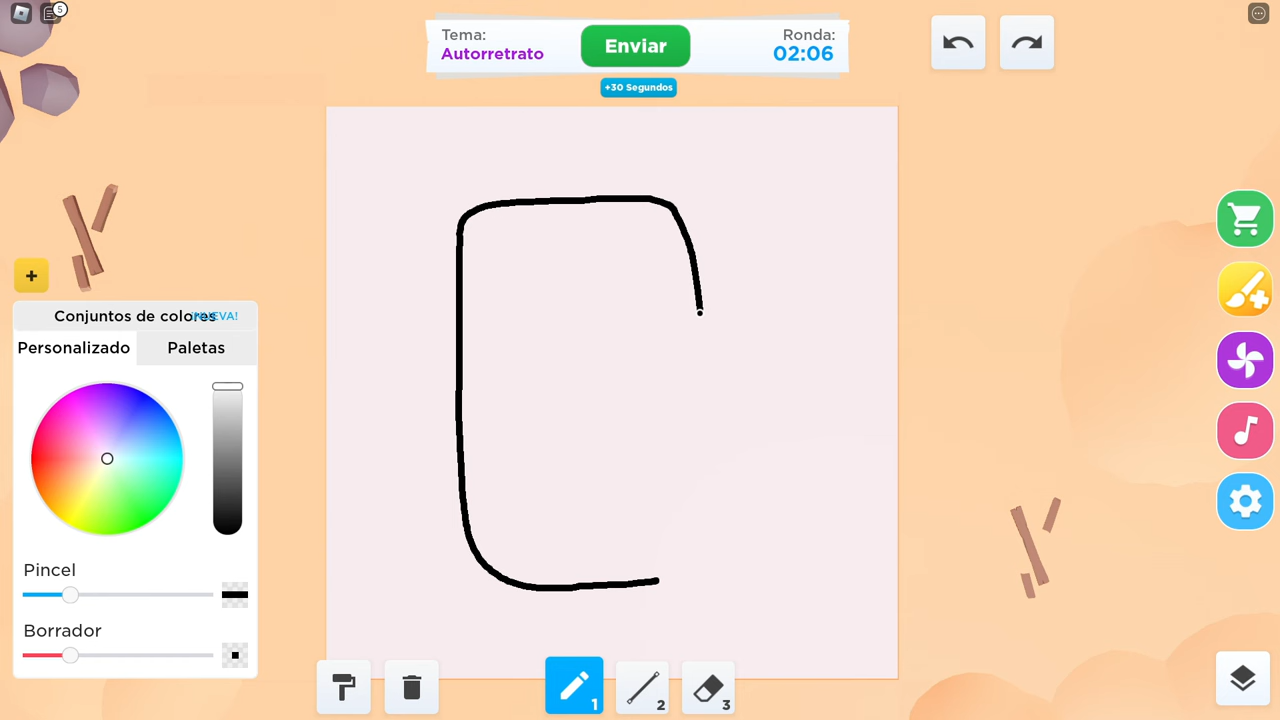 5
Tema:
Autorretrato
Enviar
Ronda:
02:06
+30 Segundos
+
Conjuntos de colores
¡NUEVA!
Personalizado
Paletas
Pincel
Borrador
1
2
3